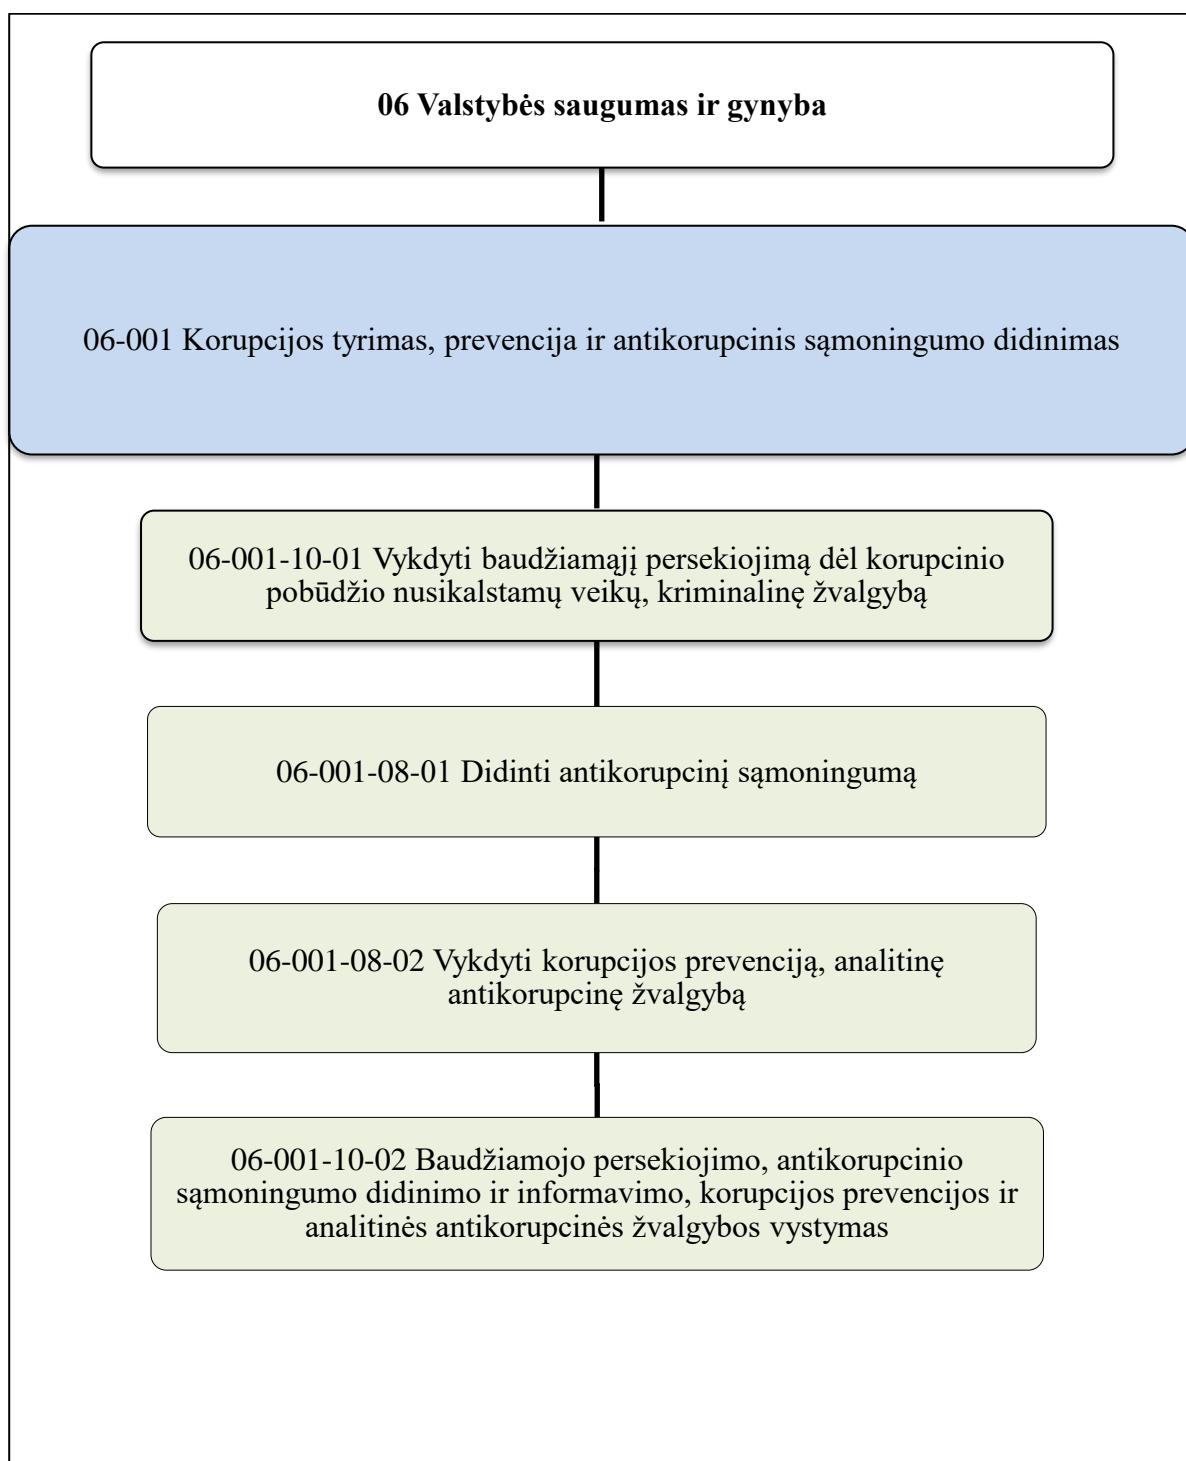 06 Valstybės saugumas ir gynyba
06-001 Korupcijos tyrimas, prevencija ir antikorupcinis sąmoningumo didinimas
06-001-10-01 Vykdyti baudžiamąjį persekiojimą dėl korupcinio
pobūdžio nusikalstamų veikų, kriminalinę žvalgybą
06-001-08-01 Didinti antikorupcinį sąmoningumą
06-001-08-02 Vykdyti korupcijos prevenciją, analitinę
antikorupcinę žvalgybą
06-001-10-02 Baudžiamojo persekiojimo, antikorupcinio
sąmoningumo didinimo ir informavimo, korupcijos prevencijos ir
analitinės antikorupcinės žvalgybos vystymas